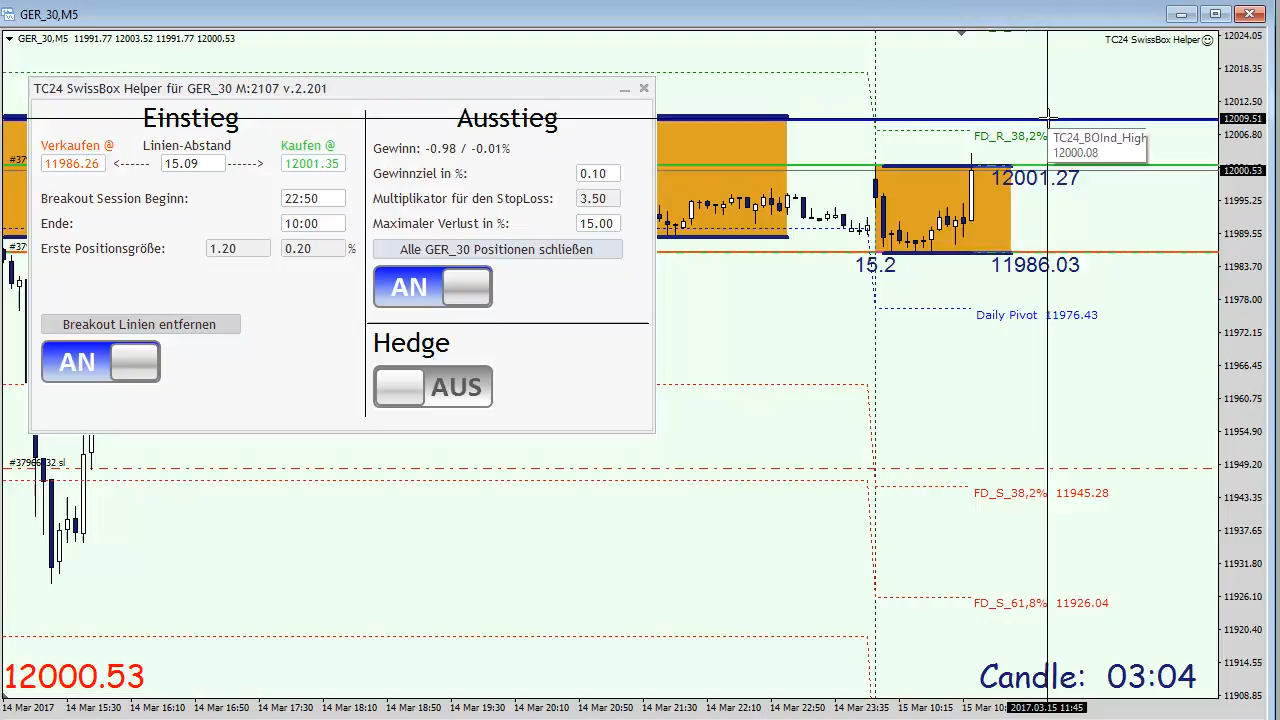 GER_30,M5
GER_30,M5 11991.77 12003.52 11991.77 12000.53
TC24 SwissBox Helper
TC24 SwissBox Helper für GER_30 M:2107 v.2.201
Einstieg
Verkaufen @ Linien-Abstand Kaufen @
11986.26 <----- 15.09 -----> 12001.35
Breakout Session Beginn: 22:50
Ende: 10:00
Erste Positionsgröße: 1.20 0.20 %
Breakout Linien entfernen
AN
Ausstieg
Gewinn: -0.98 / -0.01%
Gewinnziel in %: 0.10
Multiplikator für den StopLoss: 3.50
Maximaler Verlust in %: 15.00
Alle GER_30 Positionen schließen
AN
Hedge
AUS
FD_R_38,2%
TC24_BOInd_High
12000.08
12001.27
15.2
11986.03
Daily Pivot 11976.43
FD_S_38,2% 11945.28
FD_S_61,8% 11926.04
12000.53
Candle: 03:04
12024.05
12018.35
12012.50
12009.51
12006.80
12000.53
11995.25
11989.55
11983.70
11978.00
11972.15
11966.45
11960.75
11954.90
11949.20
11943.35
11937.65
11931.80
11926.10
11920.40
11914.55
11908.85
14 Mar 2017 14 Mar 15:30 14 Mar 16:50 14 Mar 17:30 14 Mar 18:50 14 Mar 19:30 14 Mar 20:10 14 Mar 20:50 14 Mar 21:30 14 Mar 22:10 14 Mar 22:50 14 Mar 23:35 15 Mar 10:15 15 Mar 10: 2017.03.15 11:45